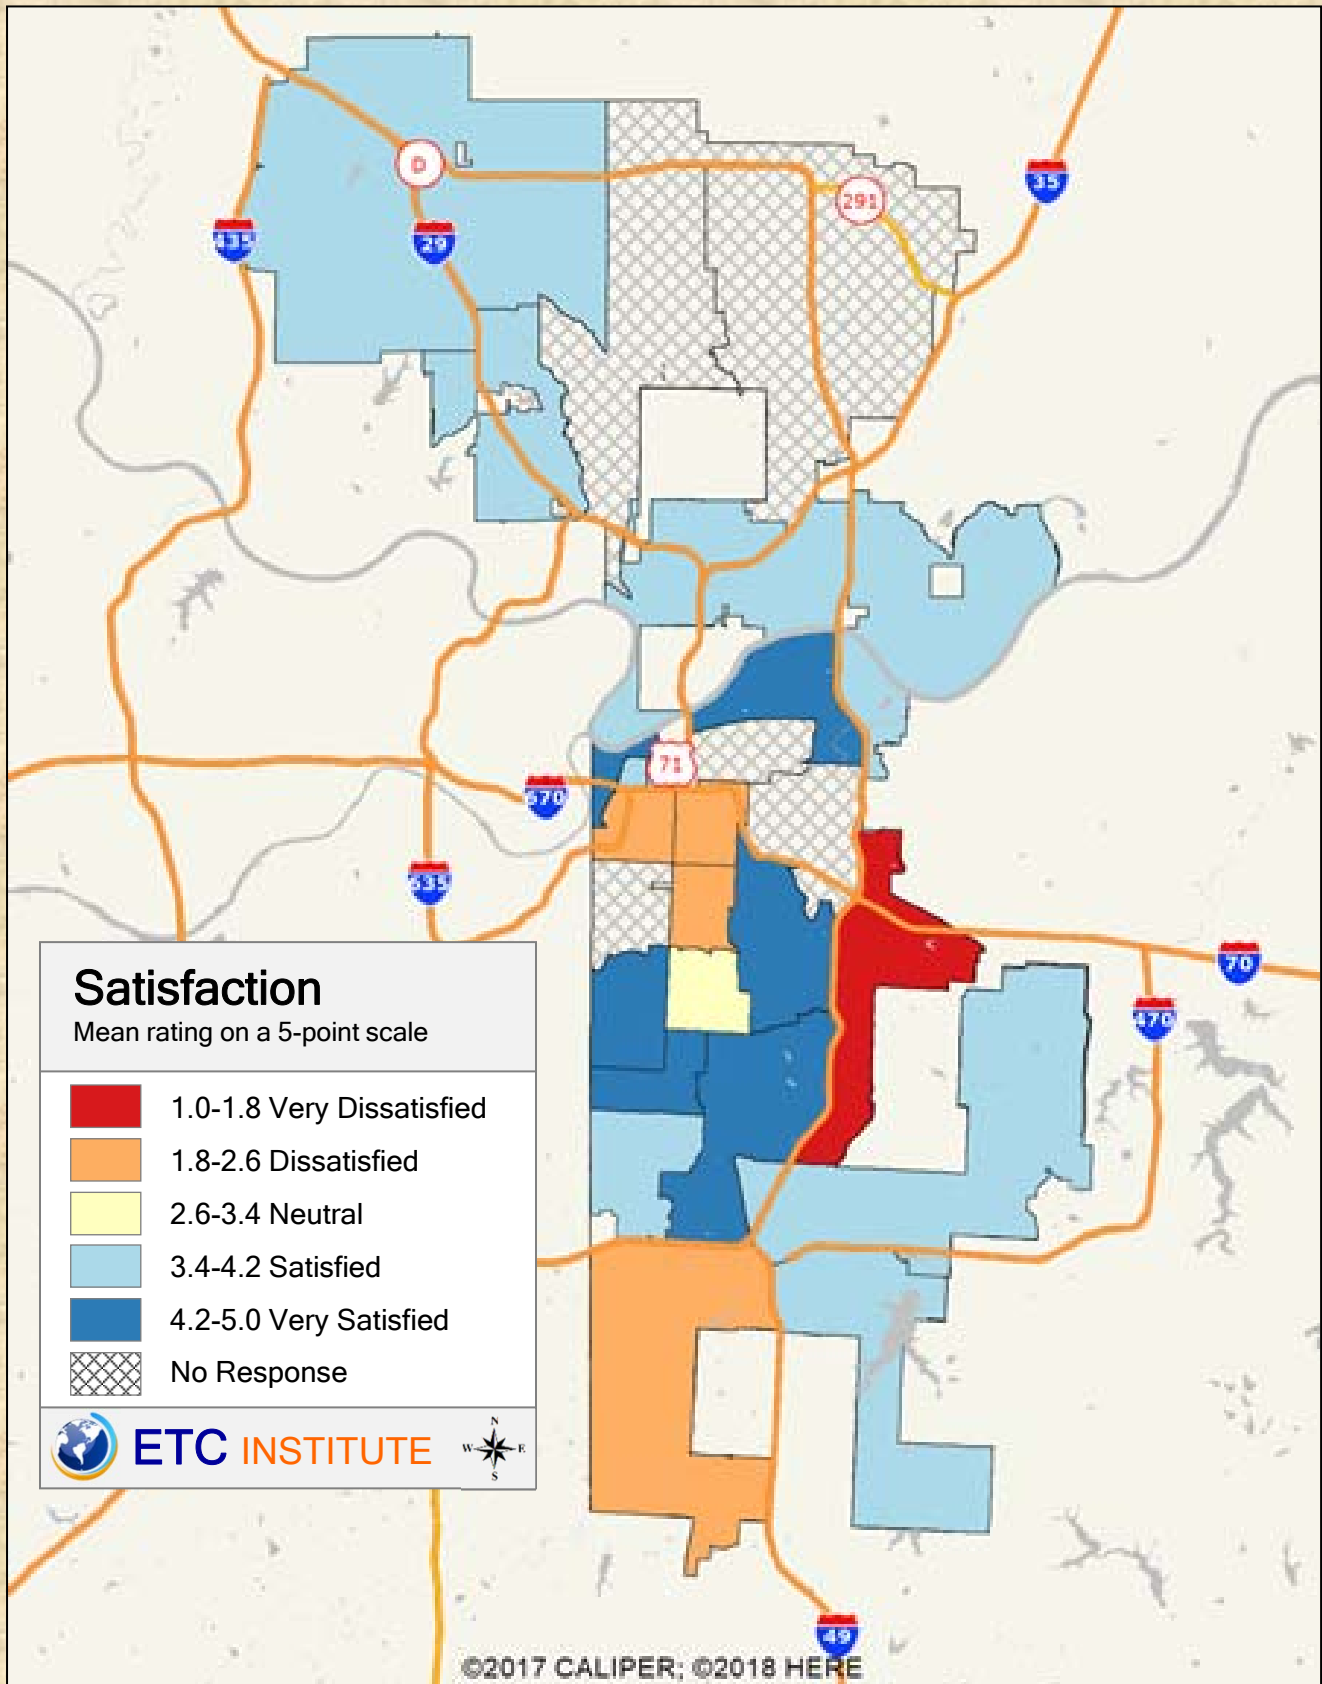 D
291
35
435
29
71
670
635
70
470
Satisfaction
Mean rating on a 5-point scale
1.0-1.8 Very Dissatisfied
1.8-2.6 Dissatisfied
2.6-3.4 Neutral
3.4-4.2 Satisfied
4.2-5.0 Very Satisfied
No Response
ETC INSTITUTE
N
W E
S
49
©2017 CALIPER; ©2018 HERE